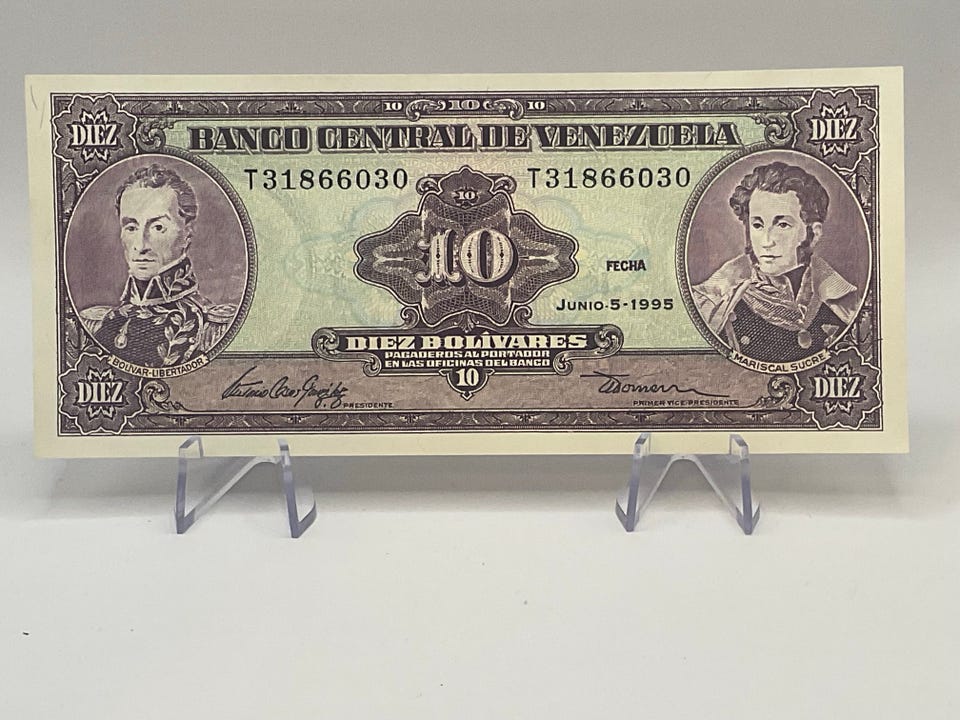 10 10 10
DIEZ BANCO CENTRAL DE VENEZUELA DIEZ
T31866030 T31866030
10
10
FECHA
JUNIO-5-1995
DIEZ BOLÍVARES
PAGADEROS AL PORTADOR
EN LAS OFICINAS DEL BANCO
BOLIVAR-LIBERTADOR MARISCAL SUCRE
DIEZ 10 DIEZ
PRESIDENTE PRIMER VICE-PRESIDENTE